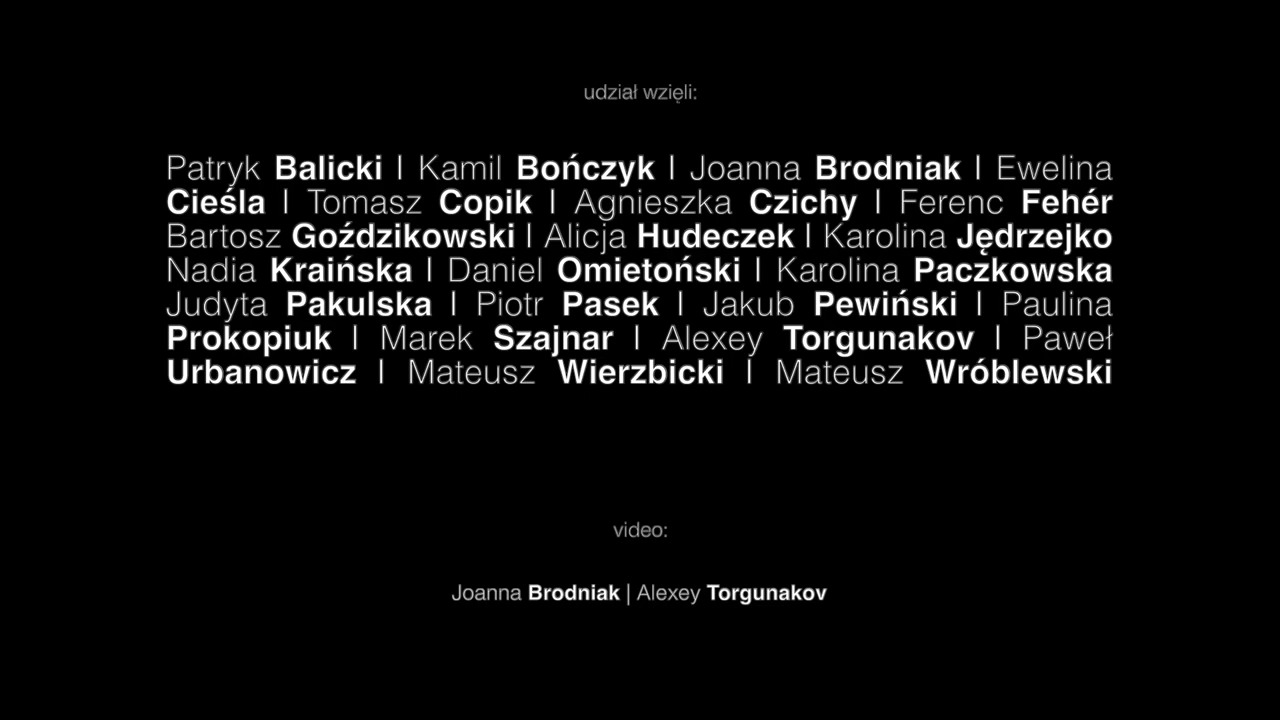 udział wzięli:
Patryk Balicki | Kamil Bończyk | Joanna Brodniak | Ewelina
Cieśla | Tomasz Copik | Agnieszka Czichy | Ferenc Fehér
Bartosz Goździkowski | Alicja Hudeczek | Karolina Jędrzejko
Nadia Kraińska | Daniel Omietoński | Karolina Paczkowska
Judyta Pakulska | Piotr Pasek | Jakub Pewiński | Paulina
Prokopiuk | Marek Szajnar | Alexey Torgunakov | Paweł
Urbanowicz | Mateusz Wierzbicki | Mateusz Wróblewski
video:
Joanna Brodniak | Alexey Torgunakov